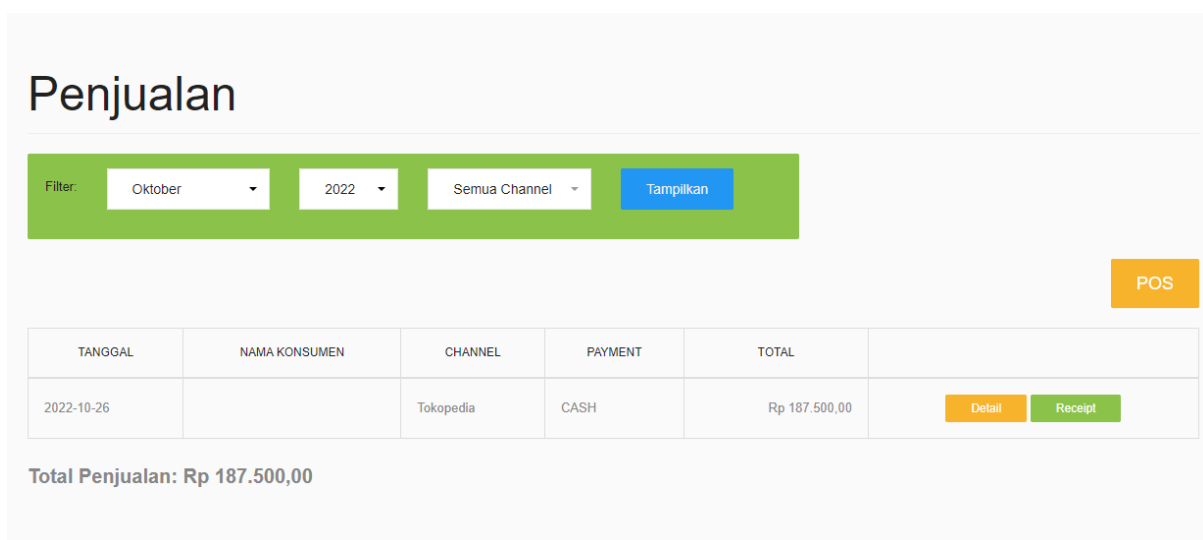 Penjualan
Filter: Oktober 2022 Semua Channel Tampilkan
POS
TANGGAL NAMA KONSUMEN CHANNEL PAYMENT TOTAL
2022-10-26 Tokopedia CASH Rp 187.500,00 Detail Receipt
Total Penjualan: Rp 187.500,00